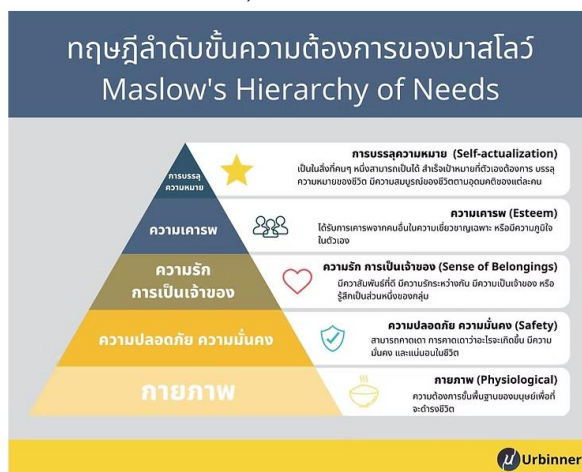 ทฤษฎีลำดับขั้นความต้องการของมาสโลว์
Maslow's Hierarchy of Needs
การบรรลุ
ความหมาย
การบรรลุความหมาย (Self-actualization)
เป็นในสิ่งที่คนๆ หนึ่งสามารถเป็นได้ สำเร็จเป้าหมายที่ตัวเองต้องการ บรรลุ
ความหมายของชีวิต มีความสมบูรณ์ของชีวิตตามอุดมคติของแต่ละคน
ความเคารพ
ความเคารพ (Esteem)
ได้รับการเคารพจากคนอื่นในความเชี่ยวชาญเฉพาะ หรือมีความภูมิใจ
ในตัวเอง
ความรัก
การเป็นเจ้าของ
ความรัก การเป็นเจ้าของ (Sense of Belongings)
มีความสัมพันธ์ที่ดี มีความรักระหว่างกัน มีความเป็นเจ้าของ หรือ
รู้สึกเป็นส่วนหนึ่งของกลุ่ม
ความปลอดภัย ความมั่นคง
ความปลอดภัย ความมั่นคง (Safety)
สามารถคาดเดา การคาดเดาว่าอะไรจะเกิดขึ้น มีความ
มั่นคง และแน่นอนในชีวิต
กายภาพ
กายภาพ (Physiological)
ความต้องการขั้นพื้นฐานของมนุษย์เพื่อที่
จะดำรงชีวิต
Urbinner